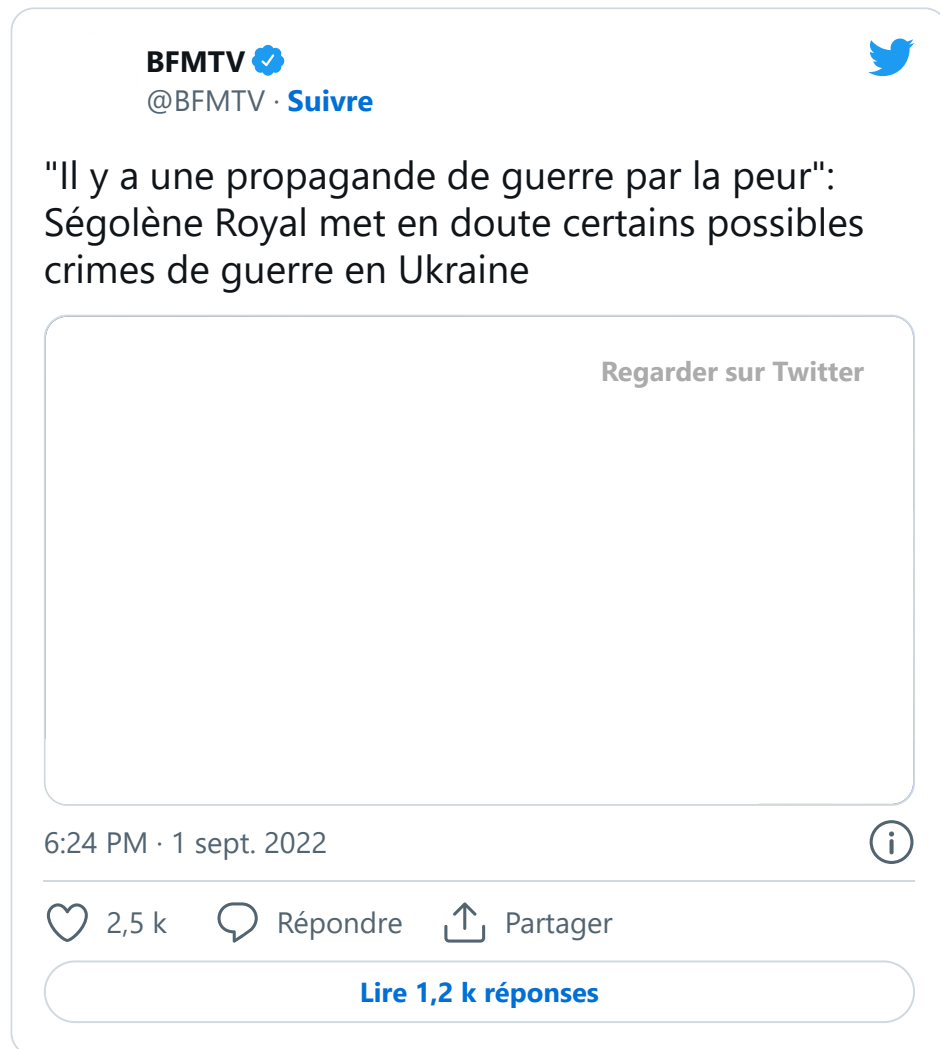 BFMTV
@BFMTV · Suivre
"Il y a une propagande de guerre par la peur":
Ségolène Royal met en doute certains possibles
crimes de guerre en Ukraine
Regarder sur Twitter
6:24 PM · 1 sept. 2022
2,5 k Répondre Partager
Lire 1,2 k réponses